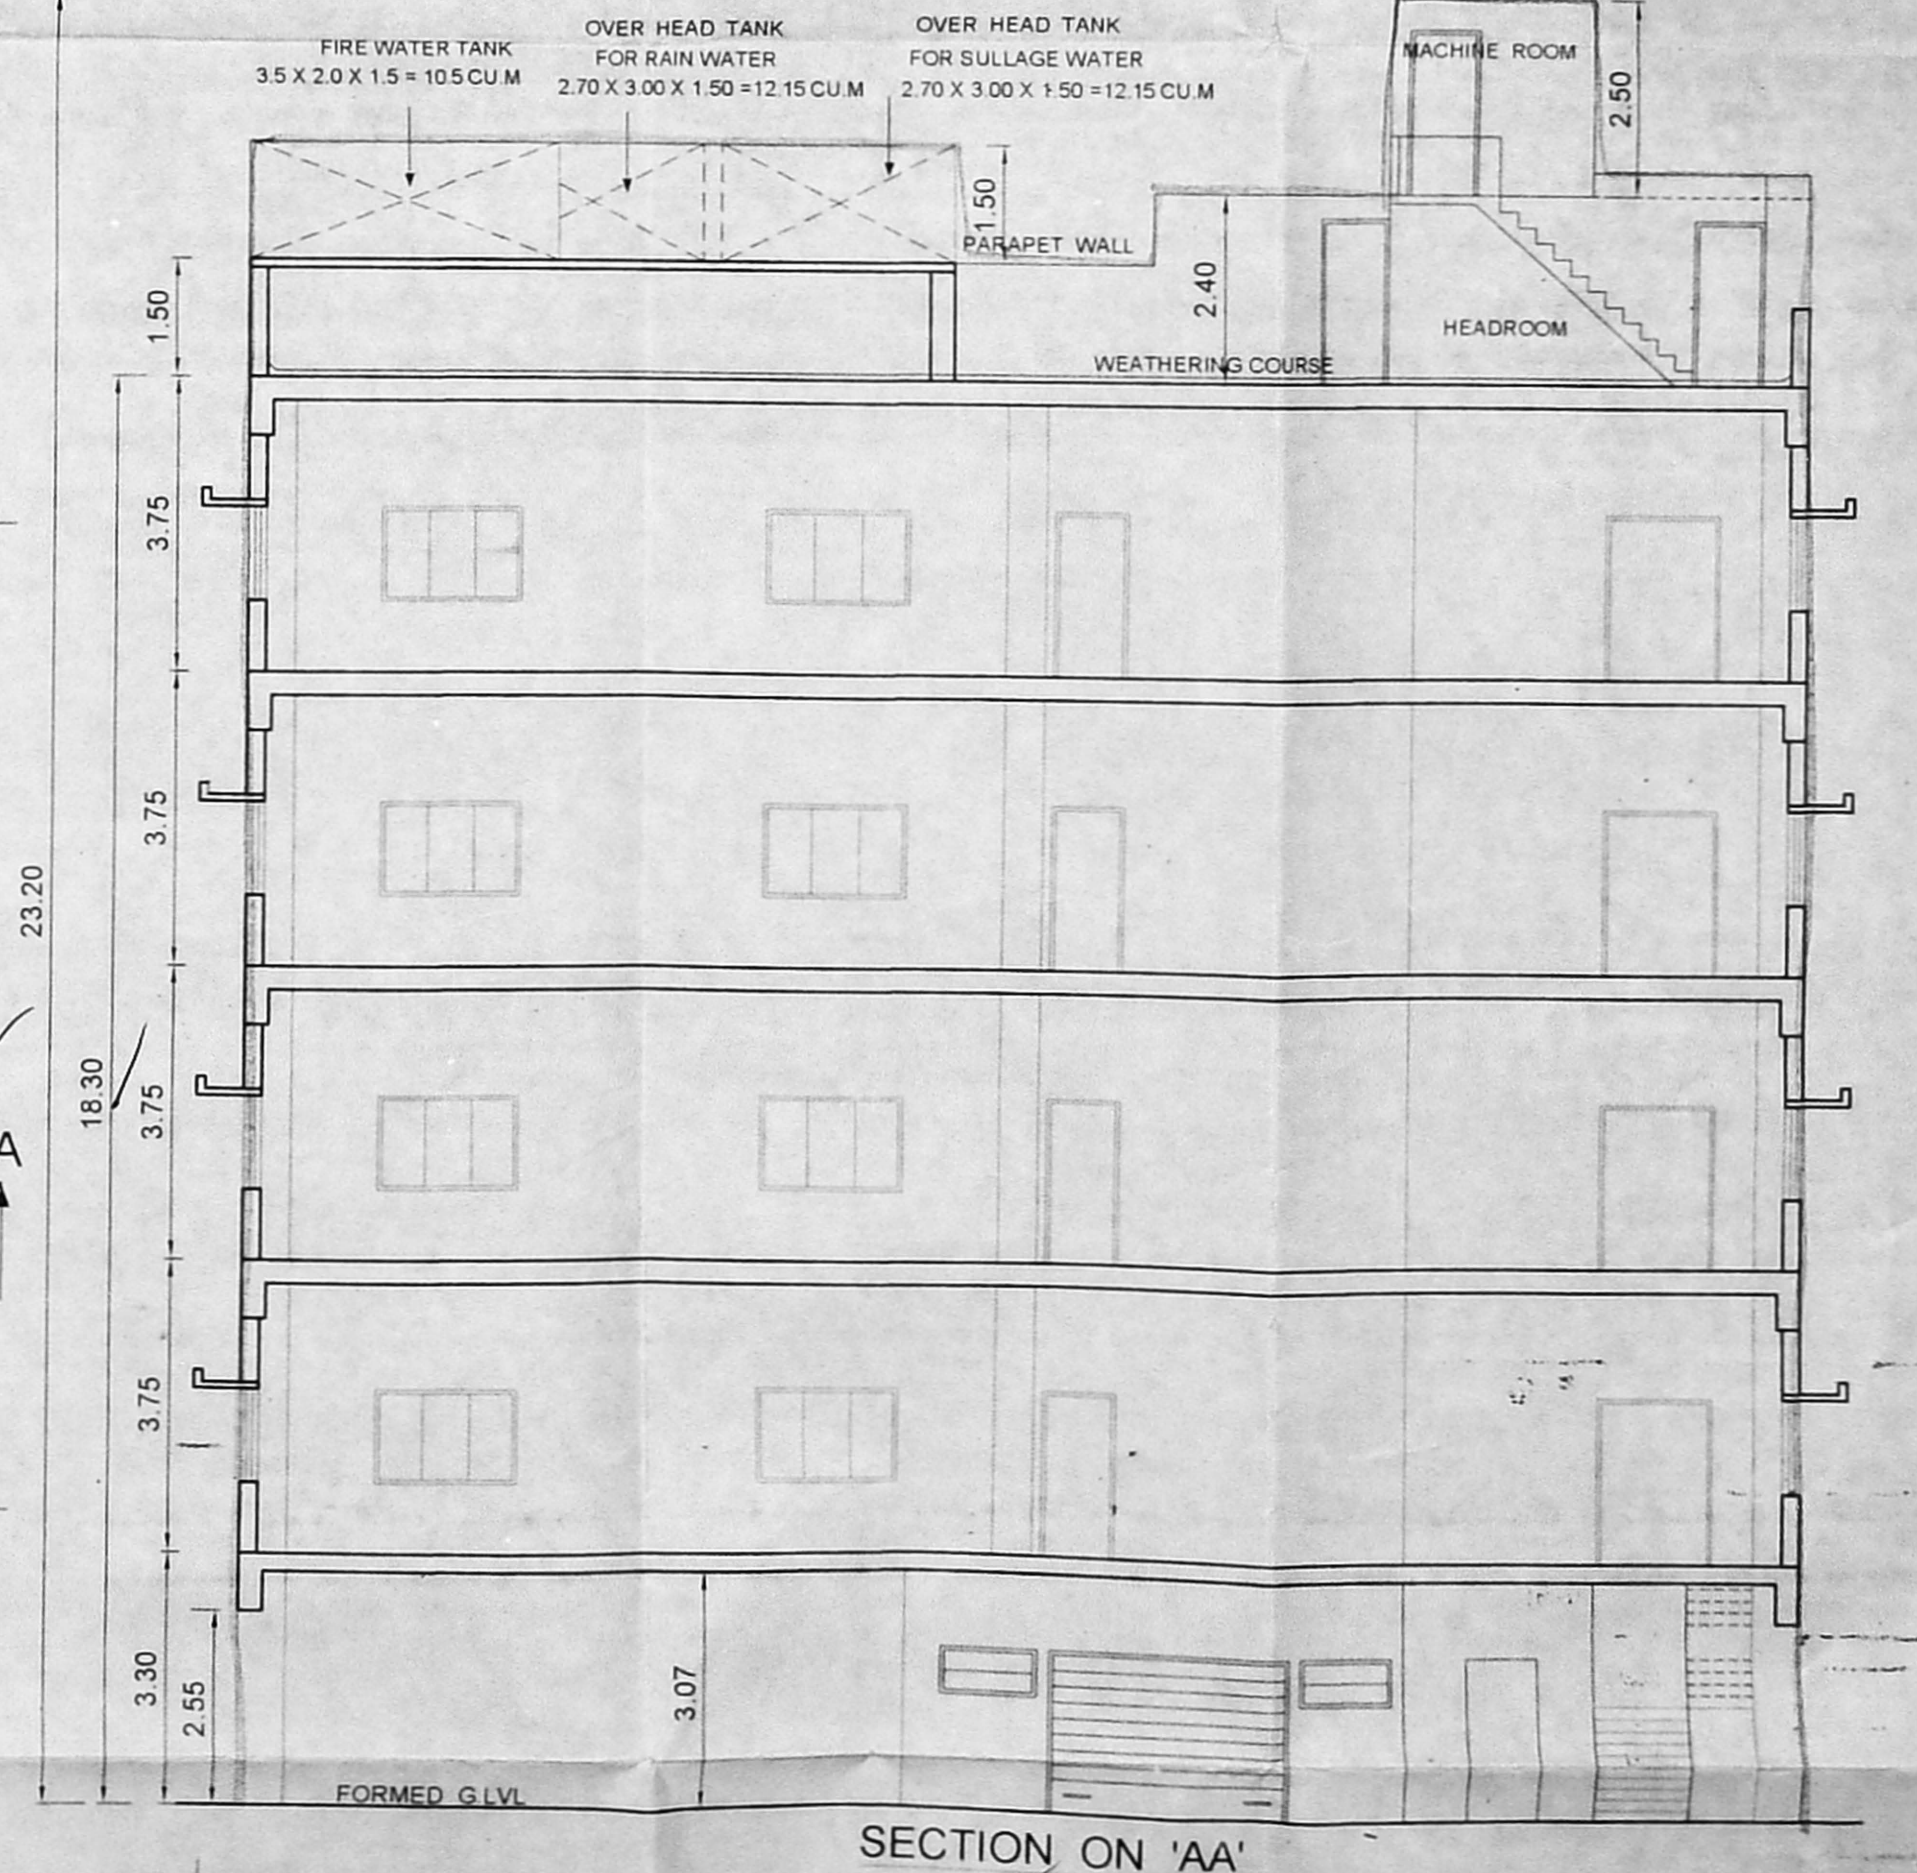 FIRE WATER TANK
3.5 X 2.0 X 1.5 = 10.5 CU.M
OVER HEAD TANK
FOR RAIN WATER
2.70 X 3.00 X 1.50 =12.15 CU.M
OVER HEAD TANK
FOR SULLAGE WATER
2.70 X 3.00 X 1.50 =12.15 CU.M
MACHINE ROOM
2.50
1.50
PARAPET WALL
2.40
HEADROOM
WEATHERING COURSE
1.50
3.75
3.75
23.20
18.30
3.75
A
3.75
3.30
2.55
3.07
FORMED G.LVL
SECTION ON 'AA'